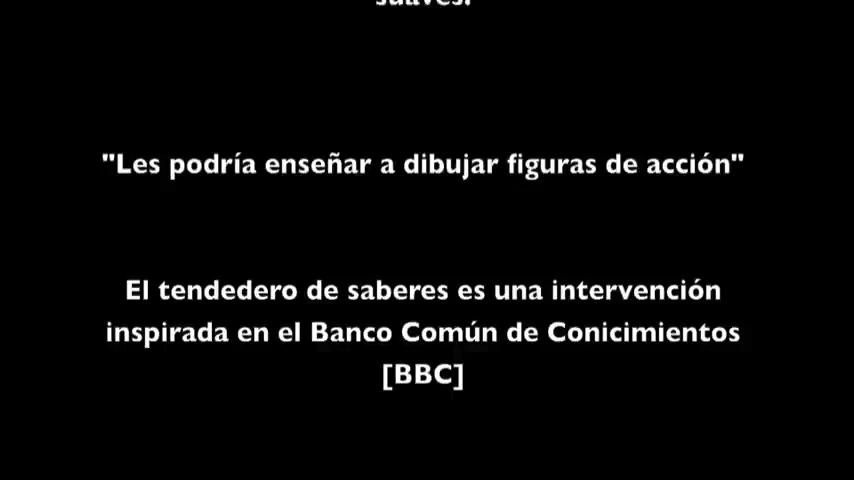 suaves.
"Les podría enseñar a dibujar figuras de acción"
El tendedero de saberes es una intervención
inspirada en el Banco Común de Conicimientos
[BBC]